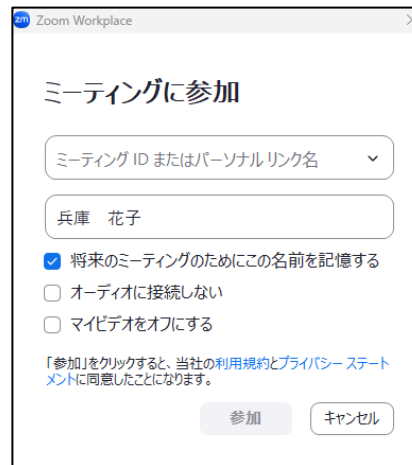 zm Zoom Workplace
ミーティングに参加
ミーティング ID またはパーソナル リンク名
兵庫　花子
将来のミーティングのためにこの名前を記憶する
オーディオに接続しない
マイビデオをオフにする
「参加」をクリックすると、当社の利用規約とプライバシー ステート
メントに同意したことになります。
参加 キャンセル